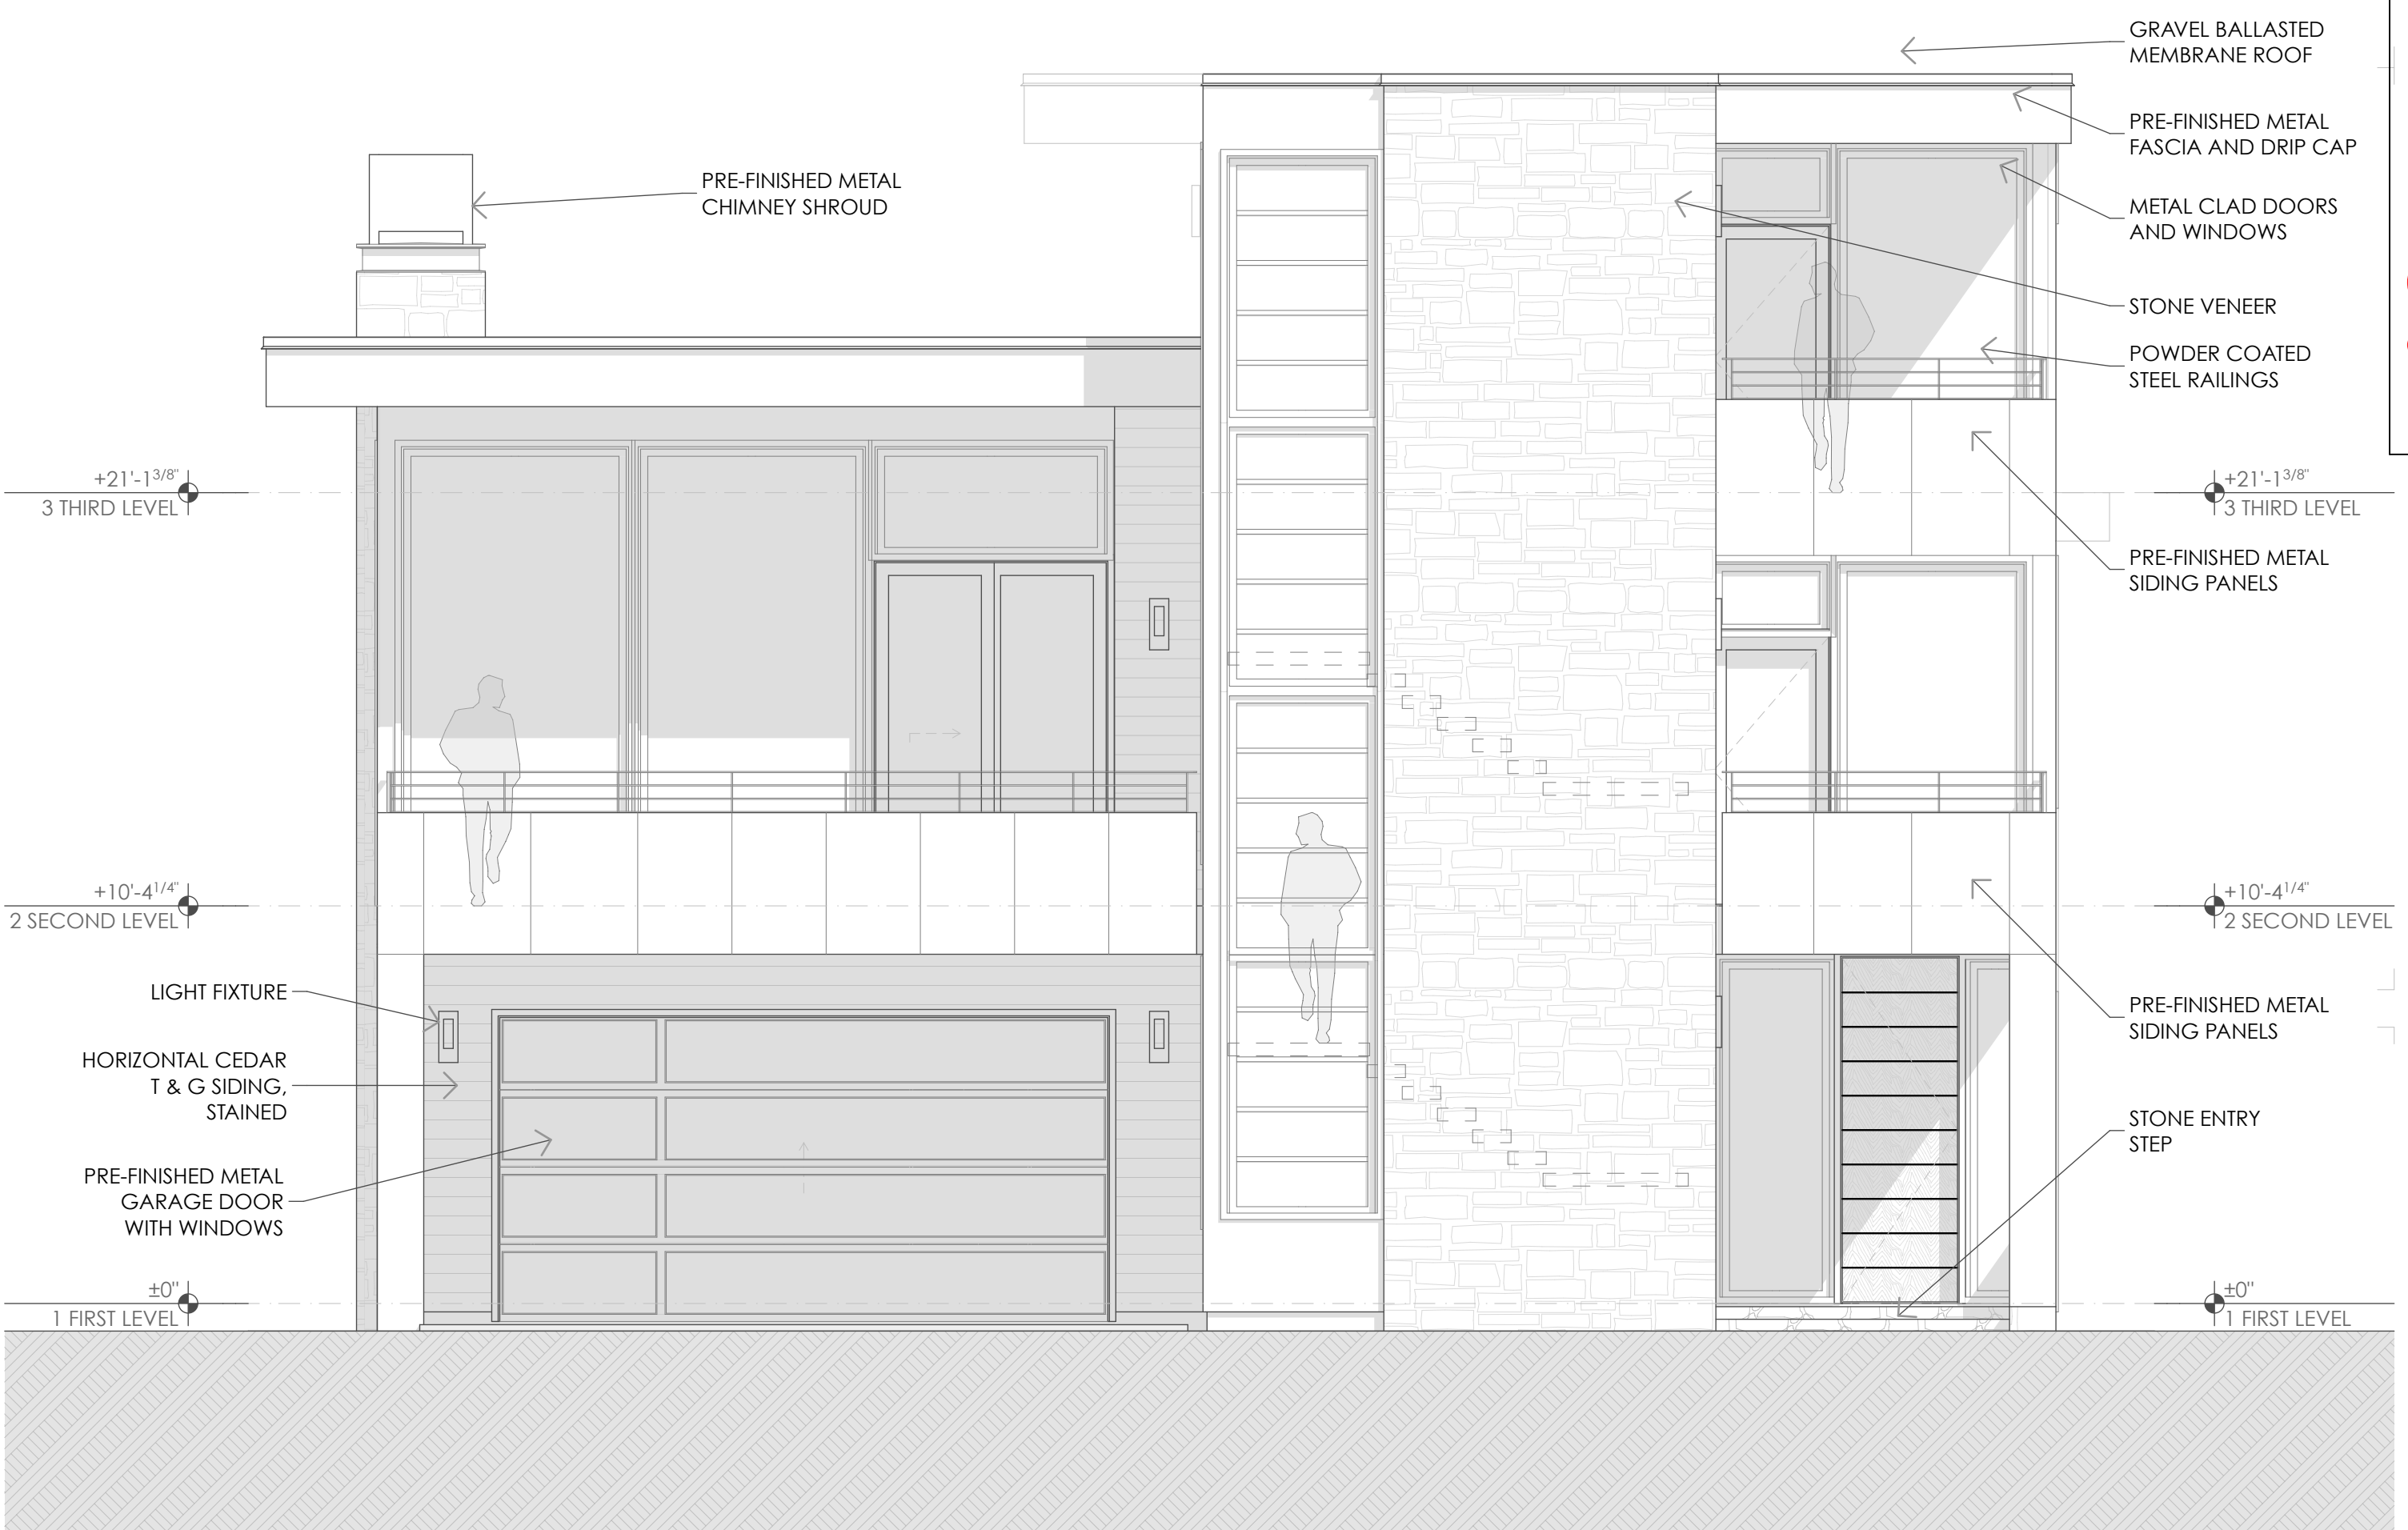 GRAVEL BALLASTED
MEMBRANE ROOF
PRE-FINISHED METAL
FASCIA AND DRIP CAP
PRE-FINISHED METAL
CHIMNEY SHROUD
METAL CLAD DOORS
AND WINDOWS
STONE VENEER
POWDER COATED
STEEL RAILINGS
+21'-1 3/8"
3 THIRD LEVEL
+21'-1 3/8"
3 THIRD LEVEL
PRE-FINISHED METAL
SIDING PANELS
+10'-4 1/4"
2 SECOND LEVEL
+10'-4 1/4"
2 SECOND LEVEL
LIGHT FIXTURE
HORIZONTAL CEDAR
T & G SIDING,
STAINED
PRE-FINISHED METAL
GARAGE DOOR
WITH WINDOWS
PRE-FINISHED METAL
SIDING PANELS
STONE ENTRY
STEP
±0"
1 FIRST LEVEL
±0"
1 FIRST LEVEL